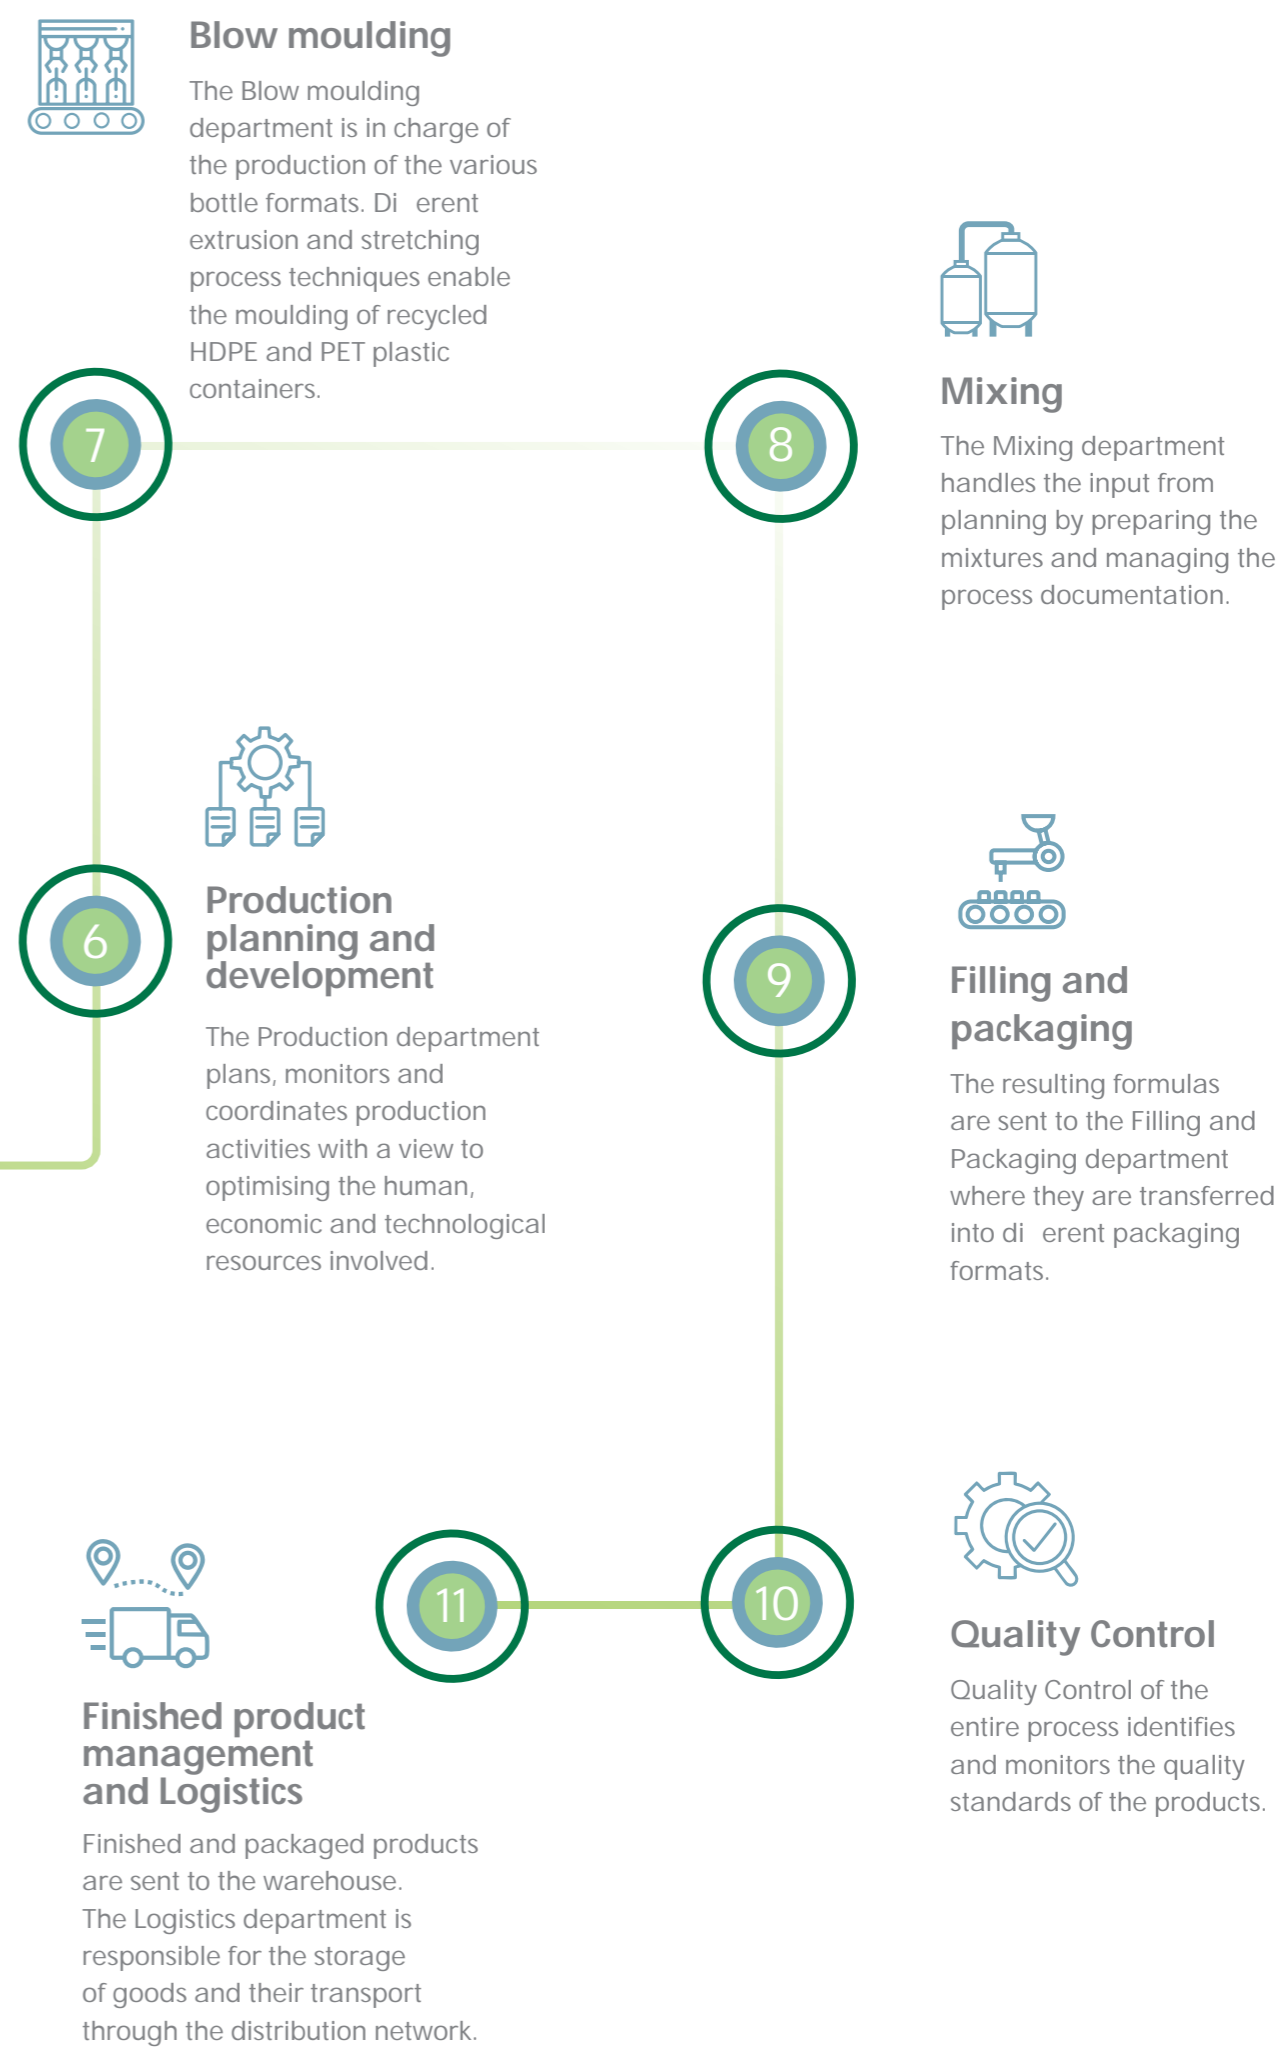 Blow moulding
The Blow moulding
department is in charge of
the production of the various
bottle formats. Di erent
extrusion and stretching
process techniques enable
the moulding of recycled
HDPE and PET plastic
containers.
7
8
Mixing
The Mixing department
handles the input from
planning by preparing the
mixtures and managing the
process documentation.
6
Production
planning and
development
The Production department
plans, monitors and
coordinates production
activities with a view to
optimising the human,
economic and technological
resources involved.
9
Filling and
packaging
The resulting formulas
are sent to the Filling and
Packaging department
where they are transferred
into di erent packaging
formats.
10
Quality Control
Quality Control of the
entire process identifies
and monitors the quality
standards of the products.
11
Finished product
management
and Logistics
Finished and packaged products
are sent to the warehouse.
The Logistics department is
responsible for the storage
of goods and their transport
through the distribution network.